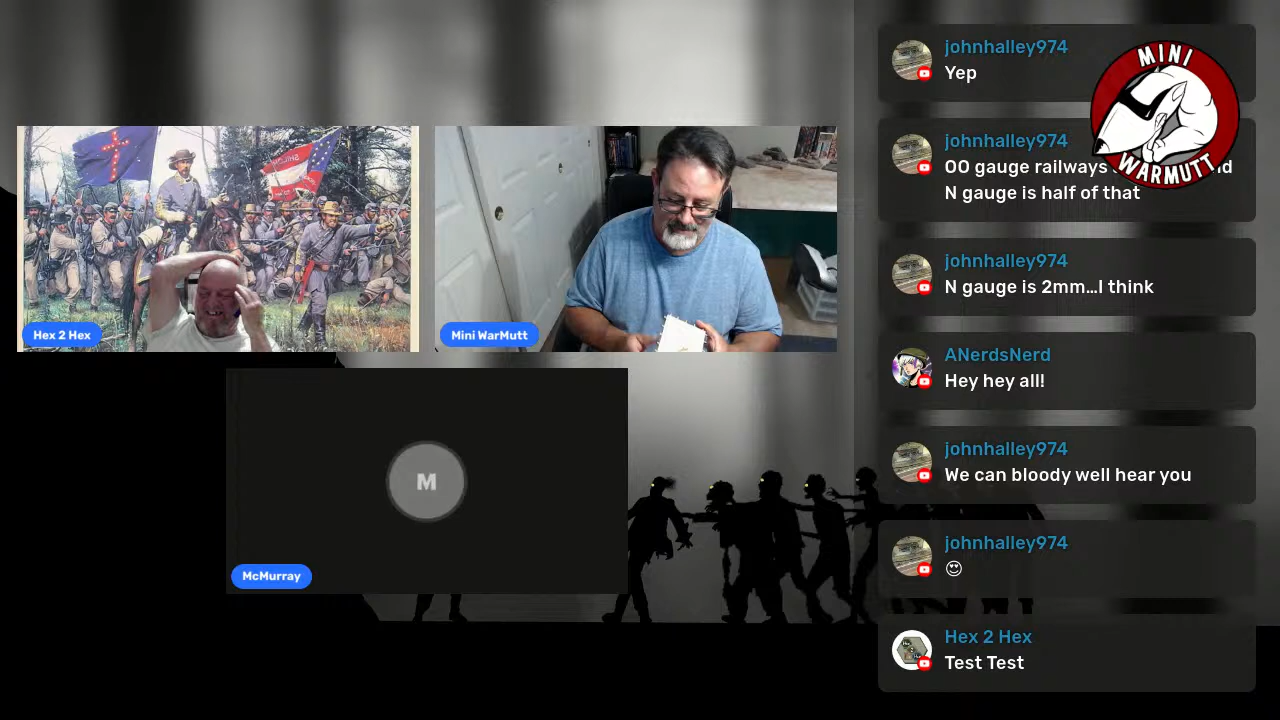 Hex 2 Hex
Mini WarMutt
M
McMurray
johnhalley974
Yep
johnhalley974
OO gauge railways
N gauge is half of that
johnhalley974
N gauge is 2mm...I think
ANerdsNerd
Hey hey all!
johnhalley974
We can bloody well hear you
johnhalley974
😍
Hex 2 Hex
Test Test
MINI
WARMUTT